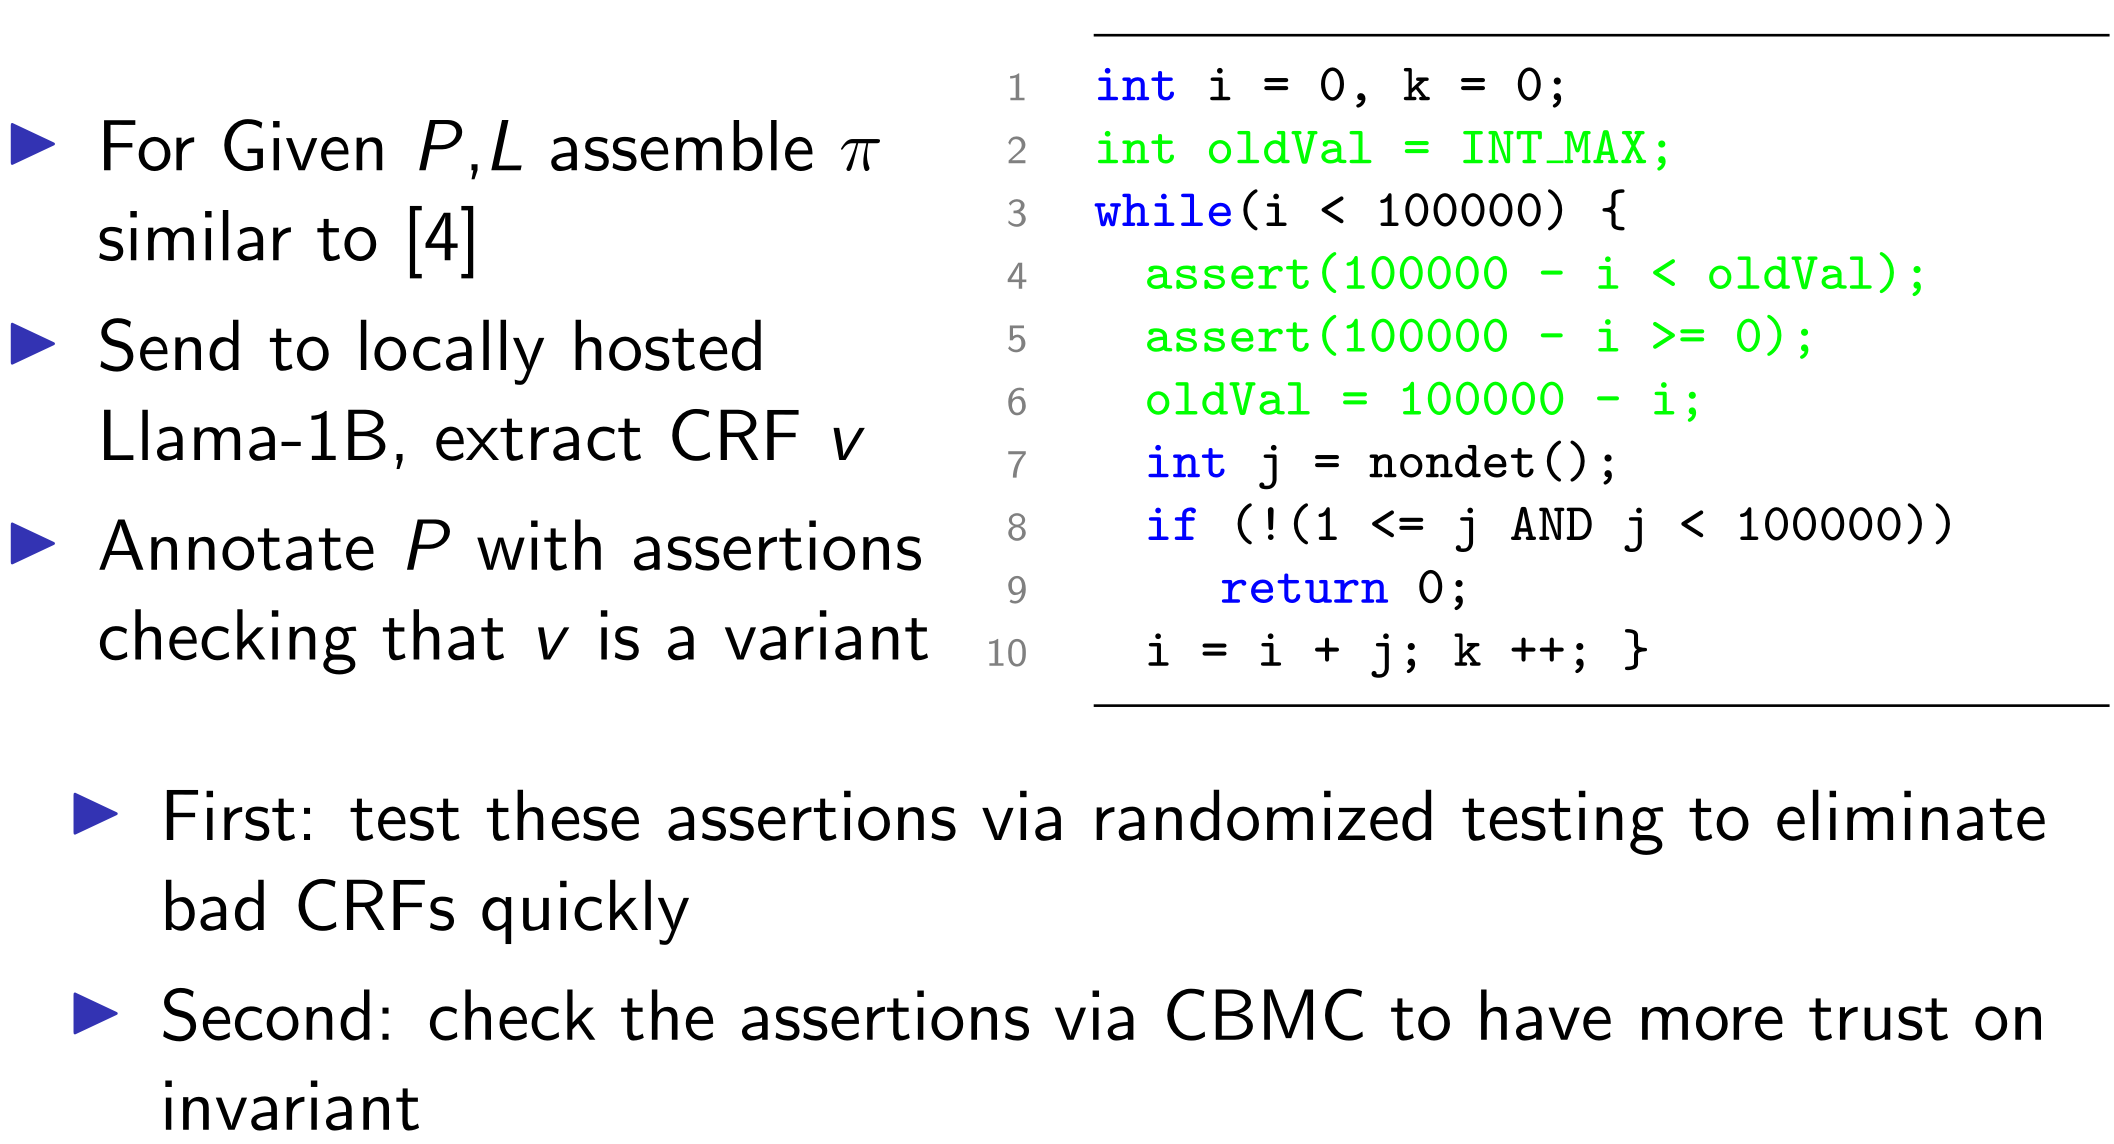 For Given P,L assemble π
similar to [4]
Send to locally hosted
Llama-1B, extract CRF v
Annotate P with assertions
checking that v is a variant
1 int i = 0, k = 0;
2 int oldVal = INT_MAX;
3 while(i < 100000) {
4 assert(100000 - i < oldVal);
5 assert(100000 - i >= 0);
6 oldVal = 100000 - i;
7 int j = nondet();
8 if (!(1 <= j AND j < 100000))
9 return 0;
10 i = i + j; k ++; }
First: test these assertions via randomized testing to eliminate
bad CRFs quickly
Second: check the assertions via CBMC to have more trust on
invariant